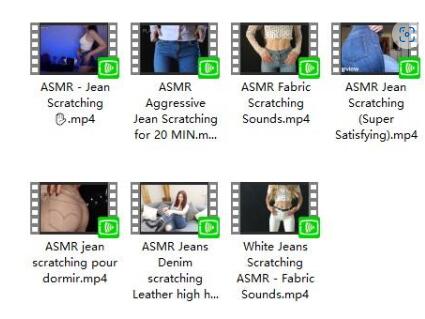 ASMR - Jean
Scratching
🖐.mp4
ASMR
Aggressive
Jean Scratching
for 20 MIN.m...
ASMR Fabric
Scratching
Sounds.mp4
ASMR Jean
Scratching
(Super
Satisfying).mp4
ASMR jean
scratching pour
dormir.mp4
ASMR Jeans
Denim
scratching
Leather high h...
White Jeans
Scratching
ASMR - Fabric
Sounds.mp4